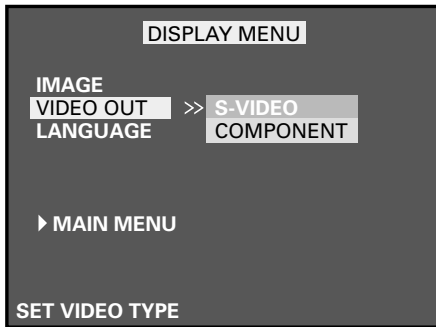 DISPLAY MENU
IMAGE
VIDEO OUT >> S-VIDEO
LANGUAGE COMPONENT
MAIN MENU
SET VIDEO TYPE